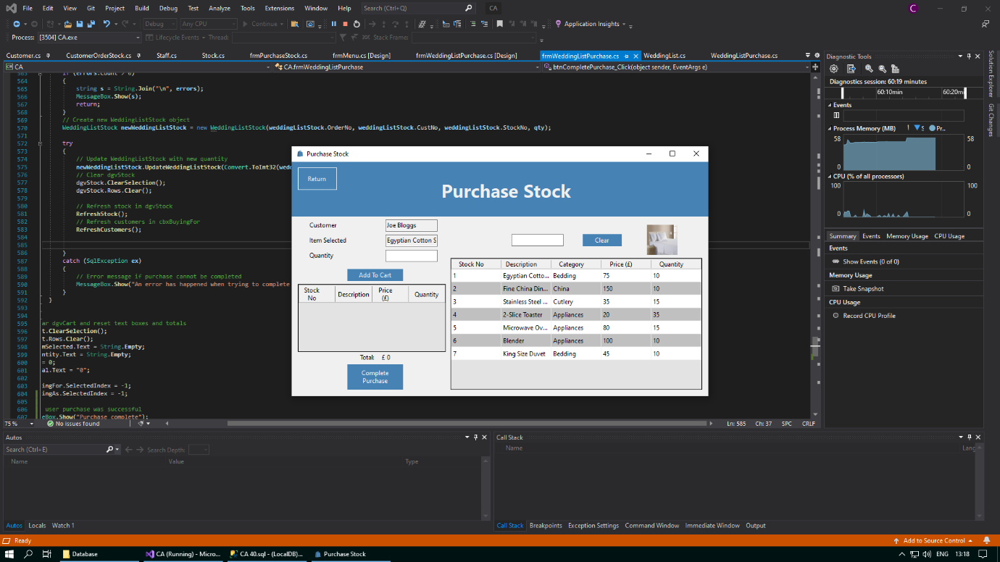 File Edit View Git Project Build Debug Test Analyze Tools Extensions Window Help Search (Ctrl+Q) CA C
Debug Any CPU Continue Application Insights
Process: [3504] CA.exe Lifecycle Events Thread: Stack Frame:
Customer.cs CustomerOrderStock.cs Staff.cs Stock.cs frmPurchaseStock.cs frmMenu.cs [Design] frmWeddingListPurchase.cs [Design] frmWeddingListPurchase.cs WeddingList.cs WeddingListPurchase.cs
CA CA.frmWeddingListPurchase btnCompletePurchase_Click(object sender, EventArgs e)
563 if (errors.Count > 0)
564 {
565 string s = String.Join("\n", errors);
566 MessageBox.Show(s);
567 return;
568 }
569 // Create new WeddingListStock object
570 WeddingListStock newWeddingListStock = new WeddingListStock(weddingListStock.OrderNo, weddingListStock.CustNo, weddingListStock.StockNo, qty);
571
572 try
573 {
574 // Update WeddingListStock with new quantity
575 newWeddingListStock.UpdateWeddingListStock(Convert.ToInt32(wed
576 // Clear dgvStock
577 dgvStock.ClearSelection();
578 dgvStock.Rows.Clear();
579
580 // Refresh stock in dgvStock
581 RefreshStock();
582 // Refresh customers in cbxBuyingFor
583 RefreshCustomers();
584
585
586 }
587 catch (SqlException ex)
588 {
589 // Error message if purchase cannot be completed
590 MessageBox.Show("An error has happened when trying to complete
591 }
592 }
593
594
595 ar dgvCart and reset text boxes and totals
596 t.ClearSelection();
597 t.Rows.Clear();
598 mSelected.Text = String.Empty;
599 ntity.Text = String.Empty;
600 = 0;
601 al.Text = "0";
602
603 ingFor.SelectedIndex = -1;
604 ingAs.SelectedIndex = -1;
605
606 user purchase was successful
607 eBox.Show("Purchase complete");
75 % No issues found Ln: 585 Ch: 37 SPC CRLF
Purchase Stock
Return
Purchase Stock
Customer Joe Bloggs
Item Selected Egyptian Cotton S
Quantity
Clear
Add To Cart
Stock No Description Price (£) Quantity
Total: £ 0
Complete
Purchase
Stock No Description Category Price (£) Quantity
1 Egyptian Cotto... Bedding 75 10
2 Fine China Din... China 150 10
3 Stainless Steel ... Cutlery 35 15
4 2-Slice Toaster Appliances 20 35
5 Microwave Ov... Appliances 80 15
6 Blender Appliances 100 10
7 King Size Duvet Bedding 45 10
Diagnostic Tools
Diagnostics session: 60:19 minutes
60:10min 60:20mi
Events
Process Memory (MB) S Pr...
58 58
0 0
CPU (% of all processors)
100 100
0 0
Summary Events Memory Usage CPU Usage
Events
Show Events (0 of 0)
Memory Usage
Take Snapshot
CPU Usage
Record CPU Profile
Solution Explorer
Git Changes
Autos
Search (Ctrl+E) Search Depth:
Name Value Type
Autos Locals Watch 1
Call Stack
Name Lang
Call Stack Breakpoints Exception Settings Command Window Immediate Window Output
Ready Add to Source Control
Database CA (Running) - Micro... CA 40.sql - (LocalDB)... Purchase Stock ENG 13:18